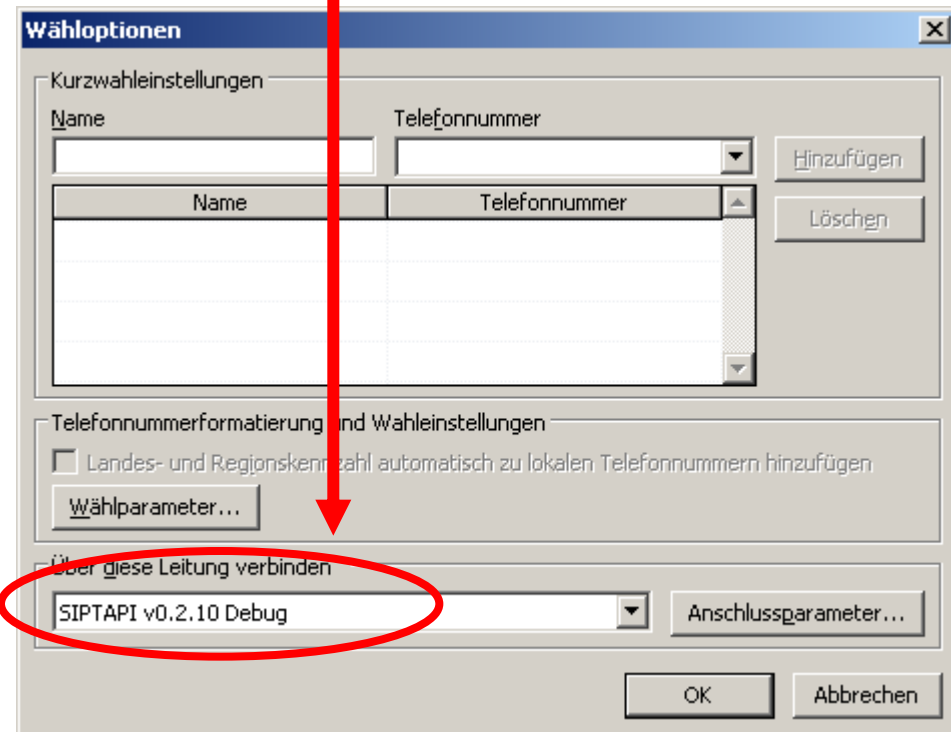 Wähloptionen
Kurzwahleinstellungen
Name Telefonnummer
Hinzufügen
Name Telefonnummer
Löschen
Telefonnummerformatierung und Wahleinstellungen
Landes- und Regionskennzahl automatisch zu lokalen Telefonnummern hinzufügen
Wählparameter...
Über diese Leitung verbinden
SIPTAPI v0.2.10 Debug Anschlussparameter...
OK Abbrechen